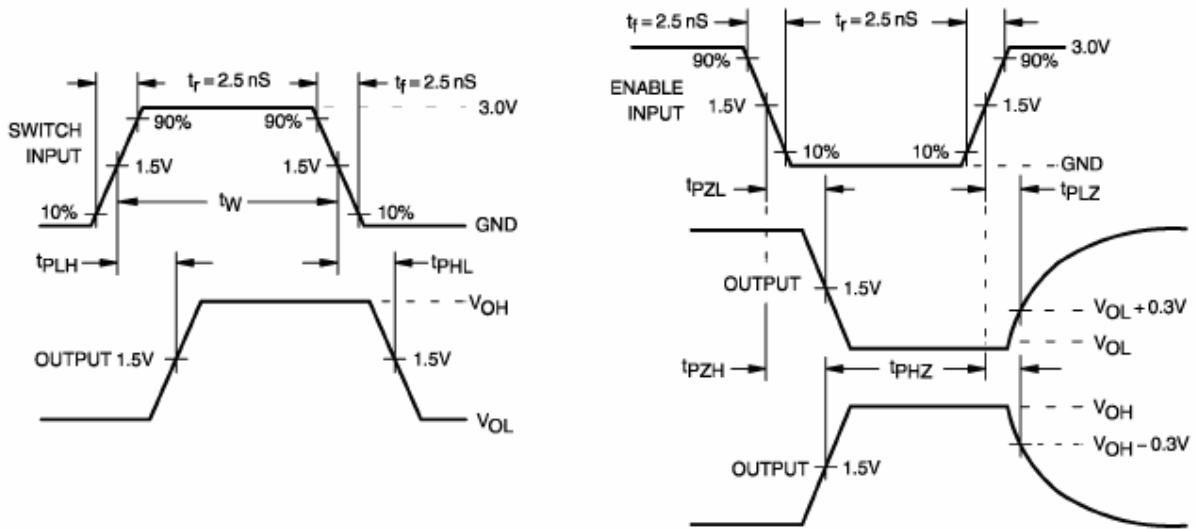 tr = 2.5 nS
tf = 2.5 nS
3.0V
SWITCH
INPUT
90%
90%
1.5V
1.5V
10%
tW
10%
GND
tPLH
tPHL
VOH
OUTPUT 1.5V
1.5V
VOL
tf = 2.5 nS
tr = 2.5 nS
3.0V
90%
90%
ENABLE
INPUT
1.5V
1.5V
10%
10%
GND
tPZL
tPLZ
OUTPUT
1.5V
VOL + 0.3V
VOL
tPZH
tPHZ
VOH
VOH − 0.3V
OUTPUT
1.5V